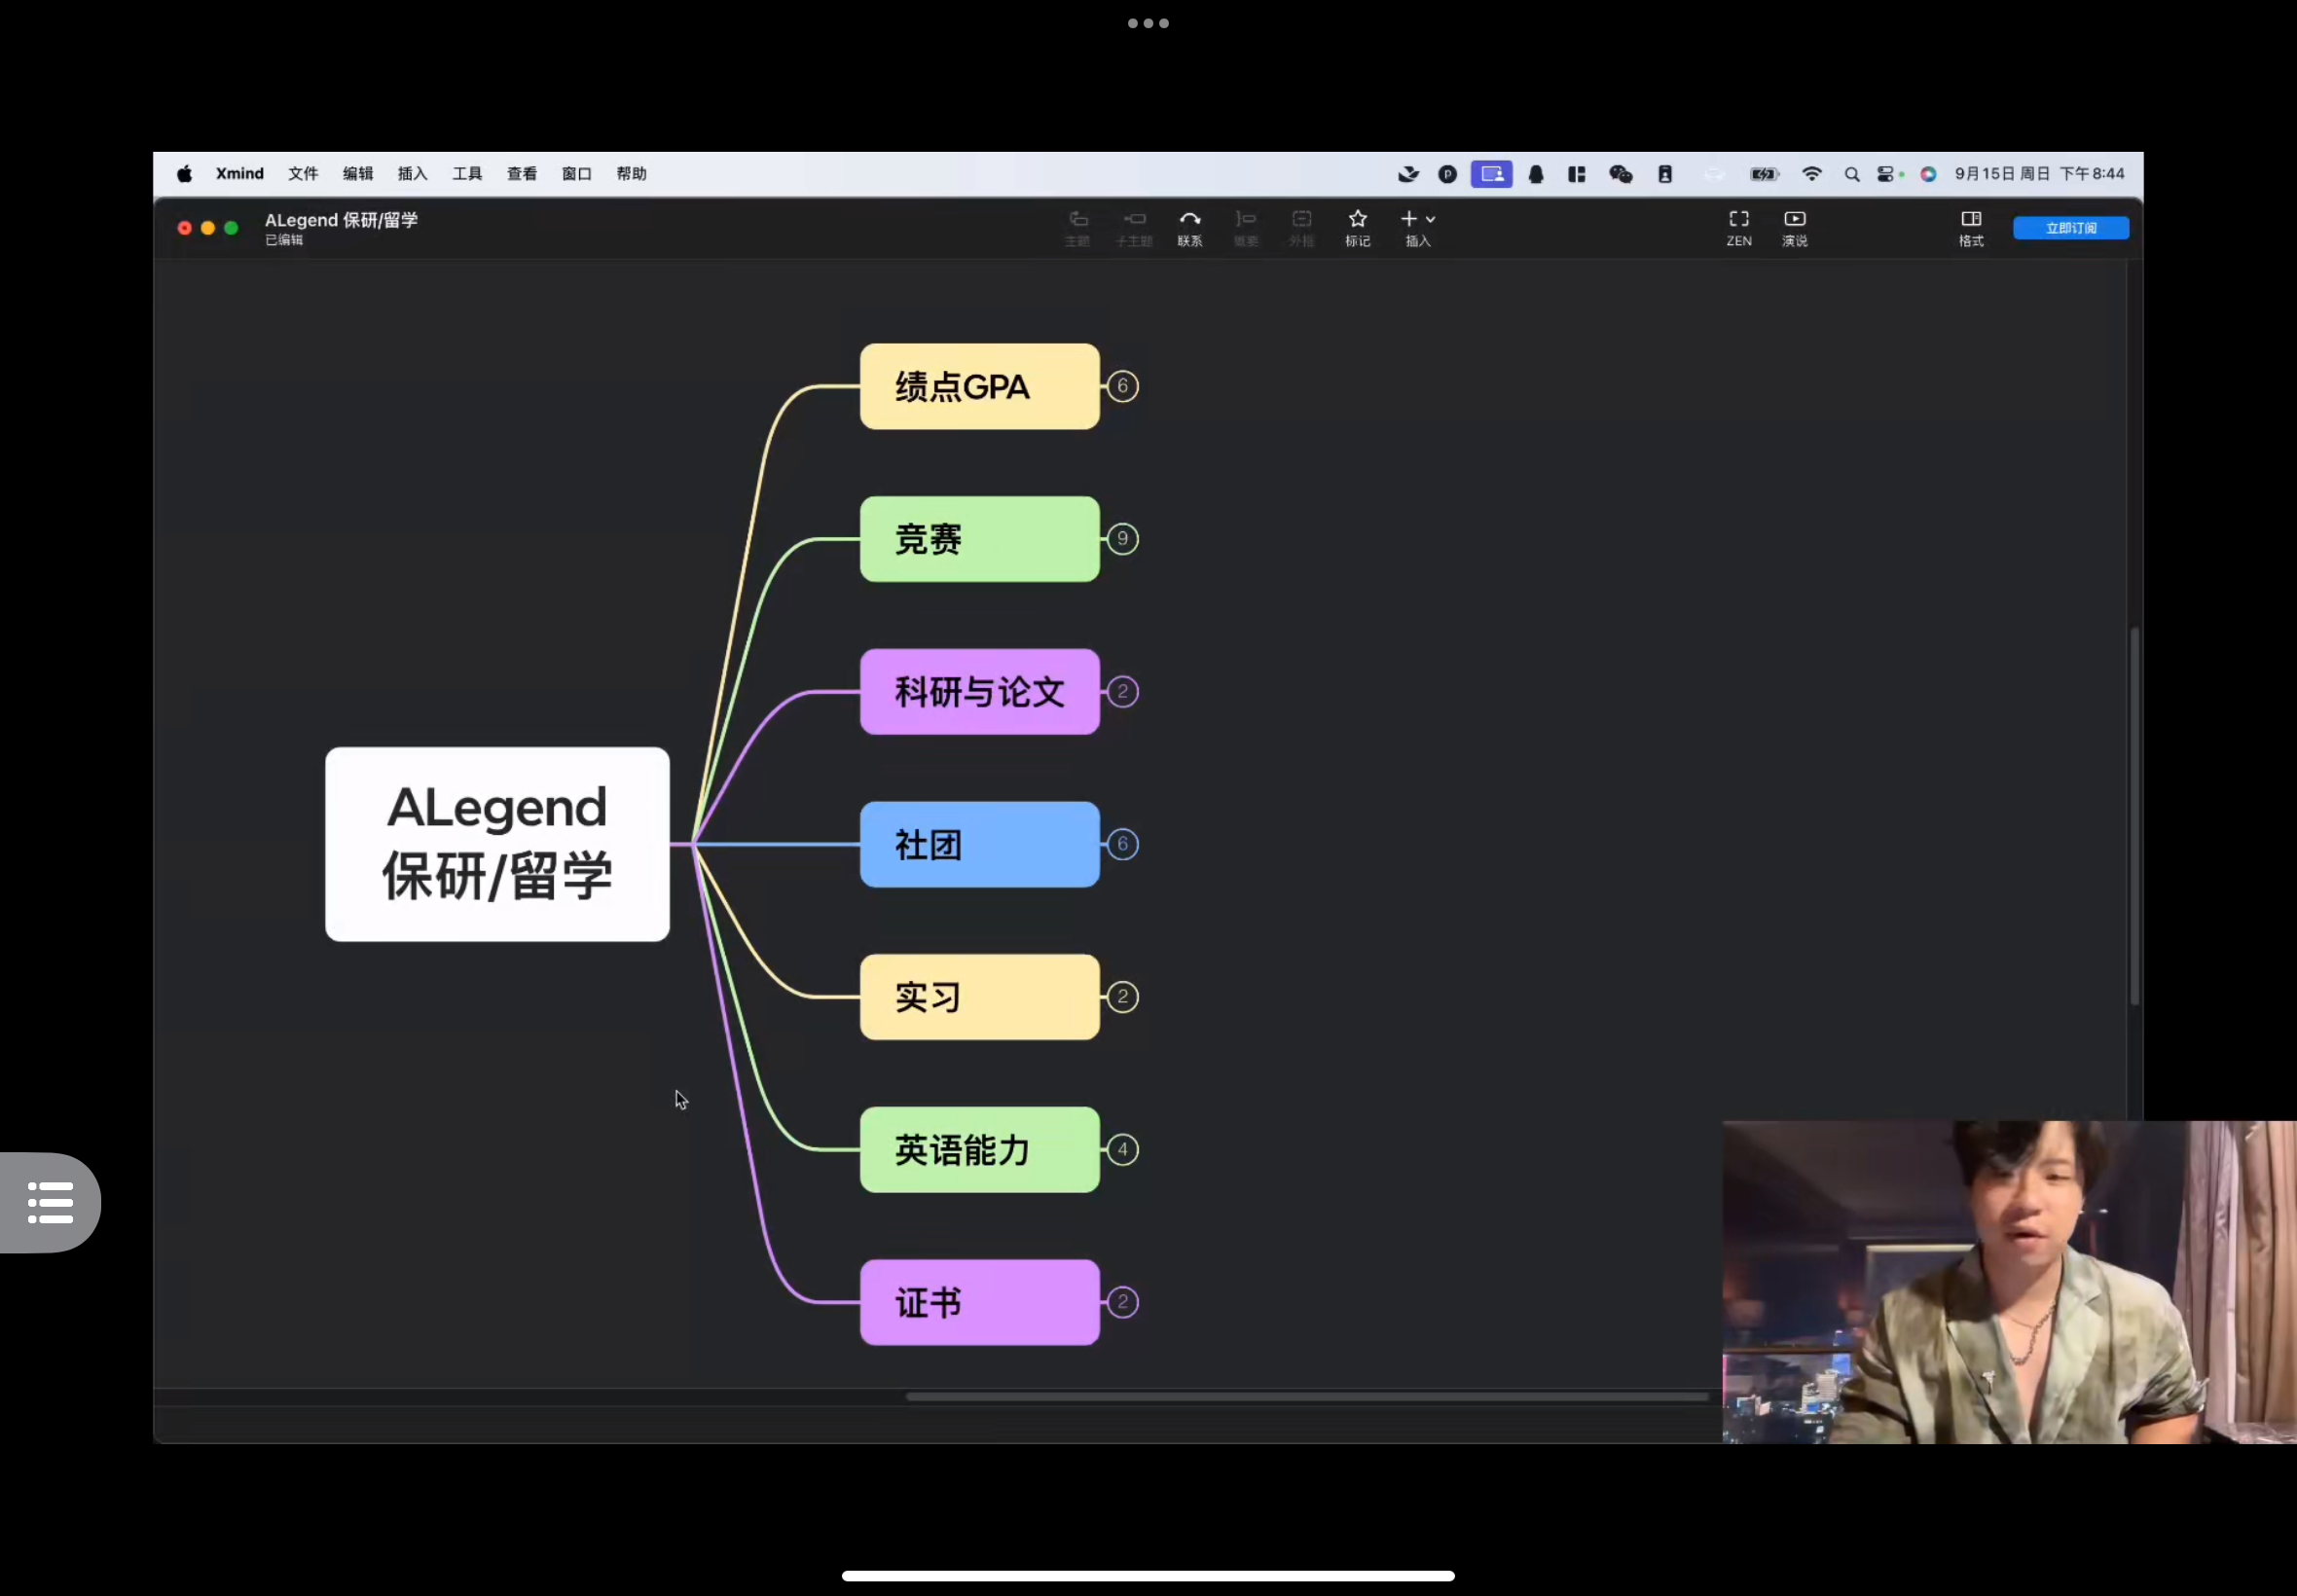 Xmind 文件 编辑 插入 工具 查看 窗口 帮助
9月15日 周日 下午8:44
ALegend 保研/留学
已编辑
主题 子主题 联系 概要 外框 标记 插入
ZEN 演说
格式
立即订阅
绩点GPA 6
竞赛 9
科研与论文 2
ALegend
保研/留学
社团 6
实习 2
英语能力 4
证书 2